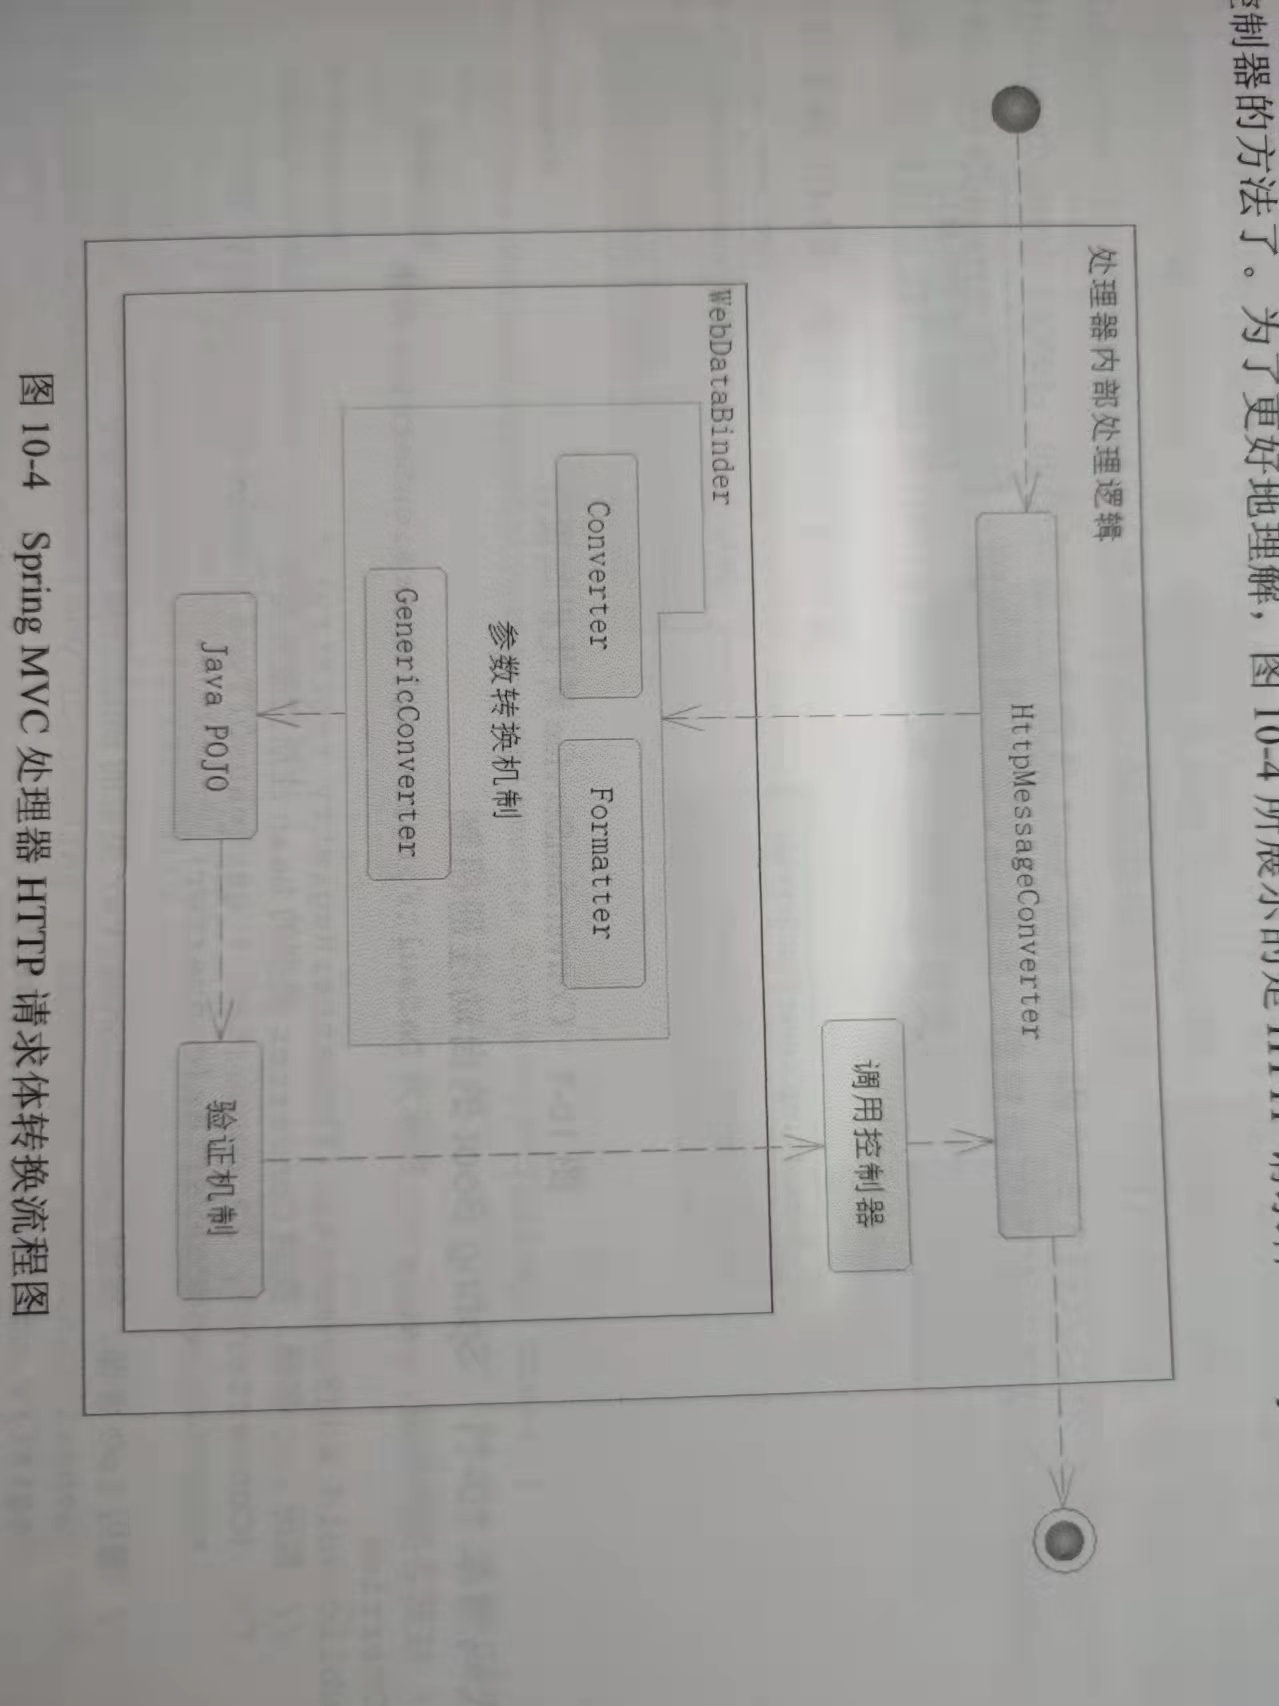 控制器的方法了。为了更好地理解，图 10-4 所展示的是 HTTP 请求
处理器内部处理逻辑
HttpMessageConverter
调用控制器
WebDataBinder
Converter
Formatter
参数转换机制
GenericConverter
Java POJO
验证机制
图 10-4 Spring MVC 处理器 HTTP 请求体转换流程图